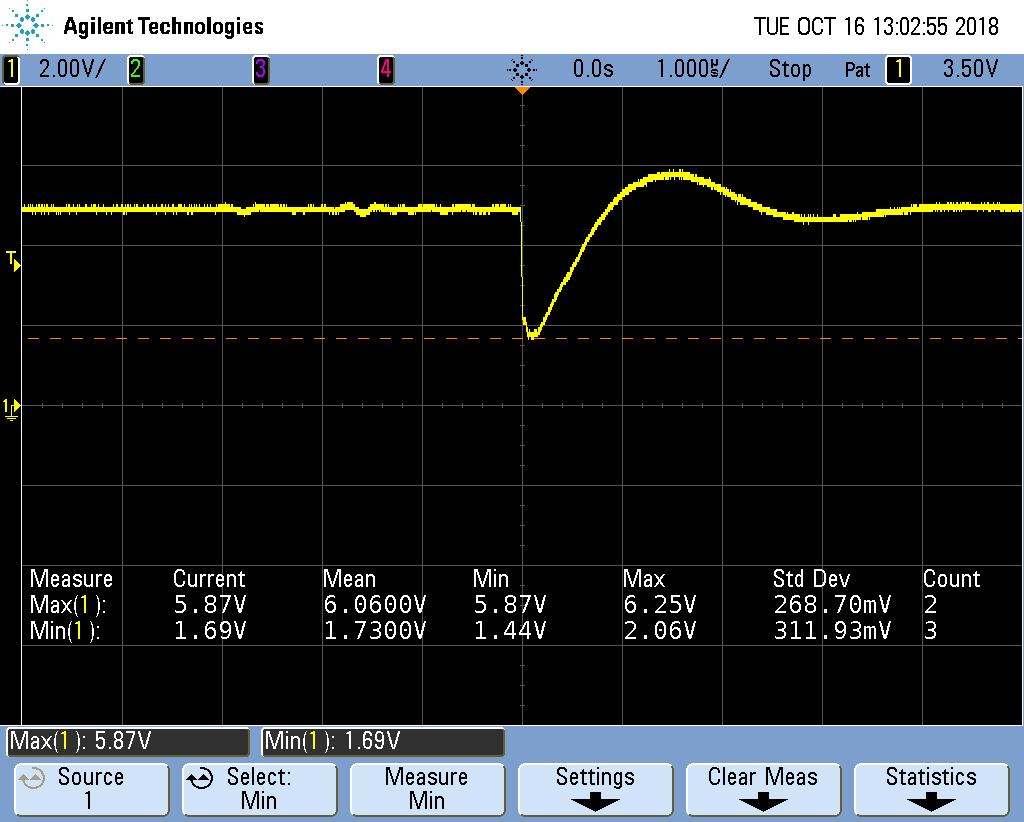 Agilent Technologies TUE OCT 16 13:02:55 2018
1 2.00V/ 2 3 4 0.0s 1.000㎲/ Stop Pat 1 3.50V
T
1
Measure Current Mean Min Max Std Dev Count
Max(1): 5.87V 6.0600V 5.87V 6.25V 268.70mV 2
Min(1): 1.69V 1.7300V 1.44V 2.06V 311.93mV 3
Max(1): 5.87V Min(1): 1.69V
Source Select: Measure Settings Clear Meas Statistics
1 Min Min